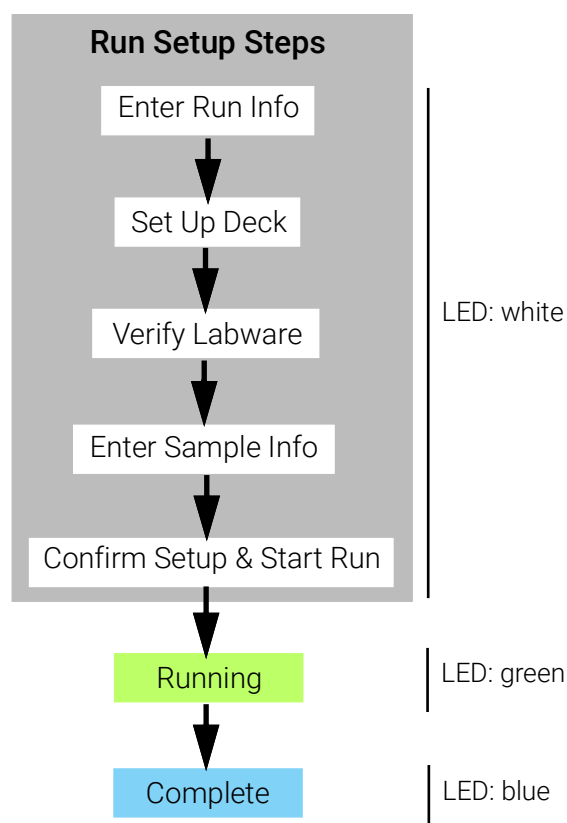 Run Setup Steps
Enter Run Info
Set Up Deck
Verify Labware
LED: white
Enter Sample Info
Confirm Setup & Start Run
Running
LED: green
Complete
LED: blue